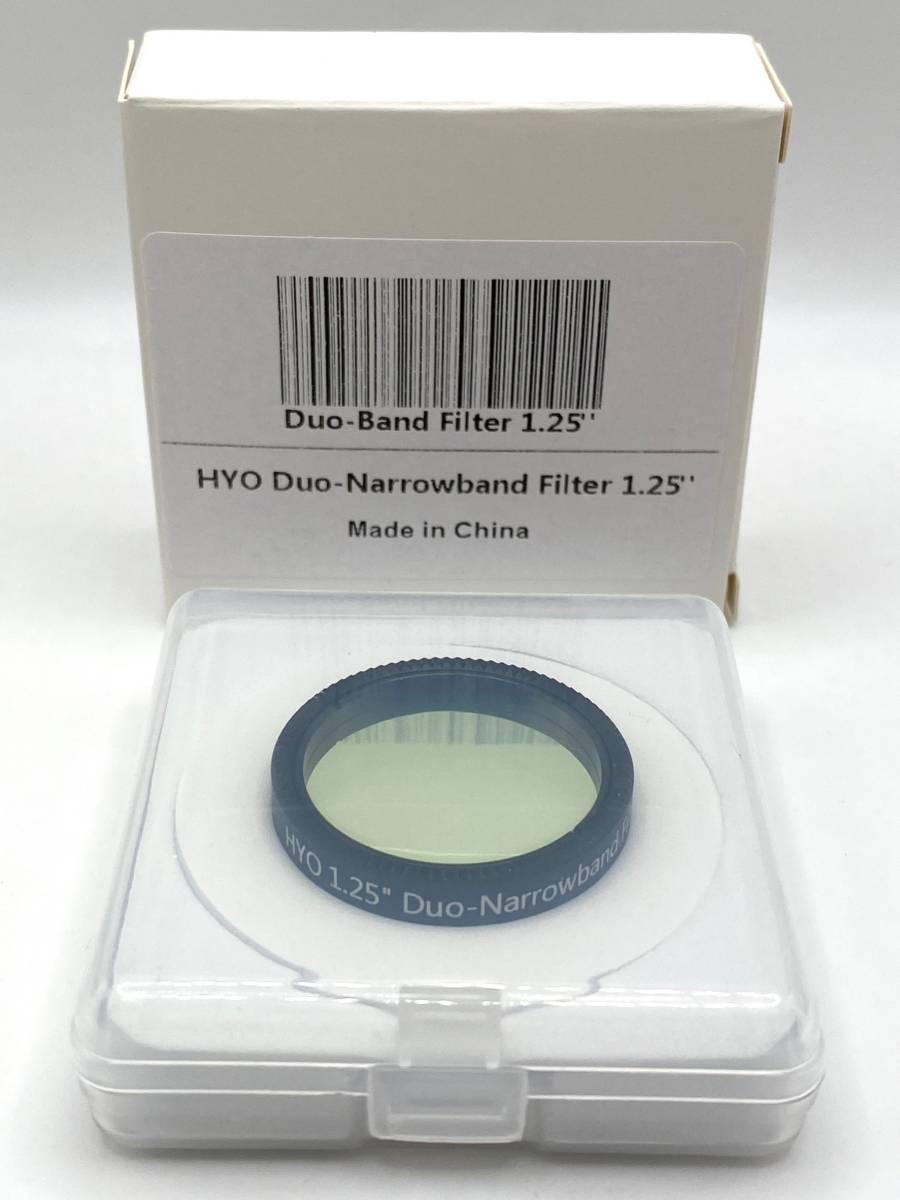 Duo-Band Filter 1.25''
HYO Duo-Narrowband Filter 1.25''
Made in China
HYO 1.25" Duo-Narrowband